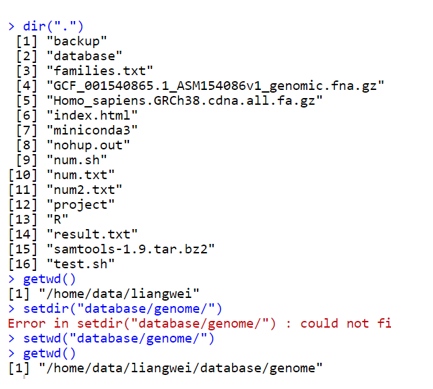 > dir(".")
[1] "backup"
[2] "database"
[3] "families.txt"
[4] "GCF_001540865.1_ASM154086v1_genomic.fna.gz"
[5] "Homo_sapiens.GRCh38.cdna.all.fa.gz"
[6] "index.html"
[7] "miniconda3"
[8] "nohup.out"
[9] "num.sh"
[10] "num.txt"
[11] "num2.txt"
[12] "project"
[13] "R"
[14] "result.txt"
[15] "samtools-1.9.tar.bz2"
[16] "test.sh"
> getwd()
[1] "/home/data/liangwei"
> setdir("database/genome/")
Error in setdir("database/genome/") : could not fi
> setwd("database/genome/")
> getwd()
[1] "/home/data/liangwei/database/genome"